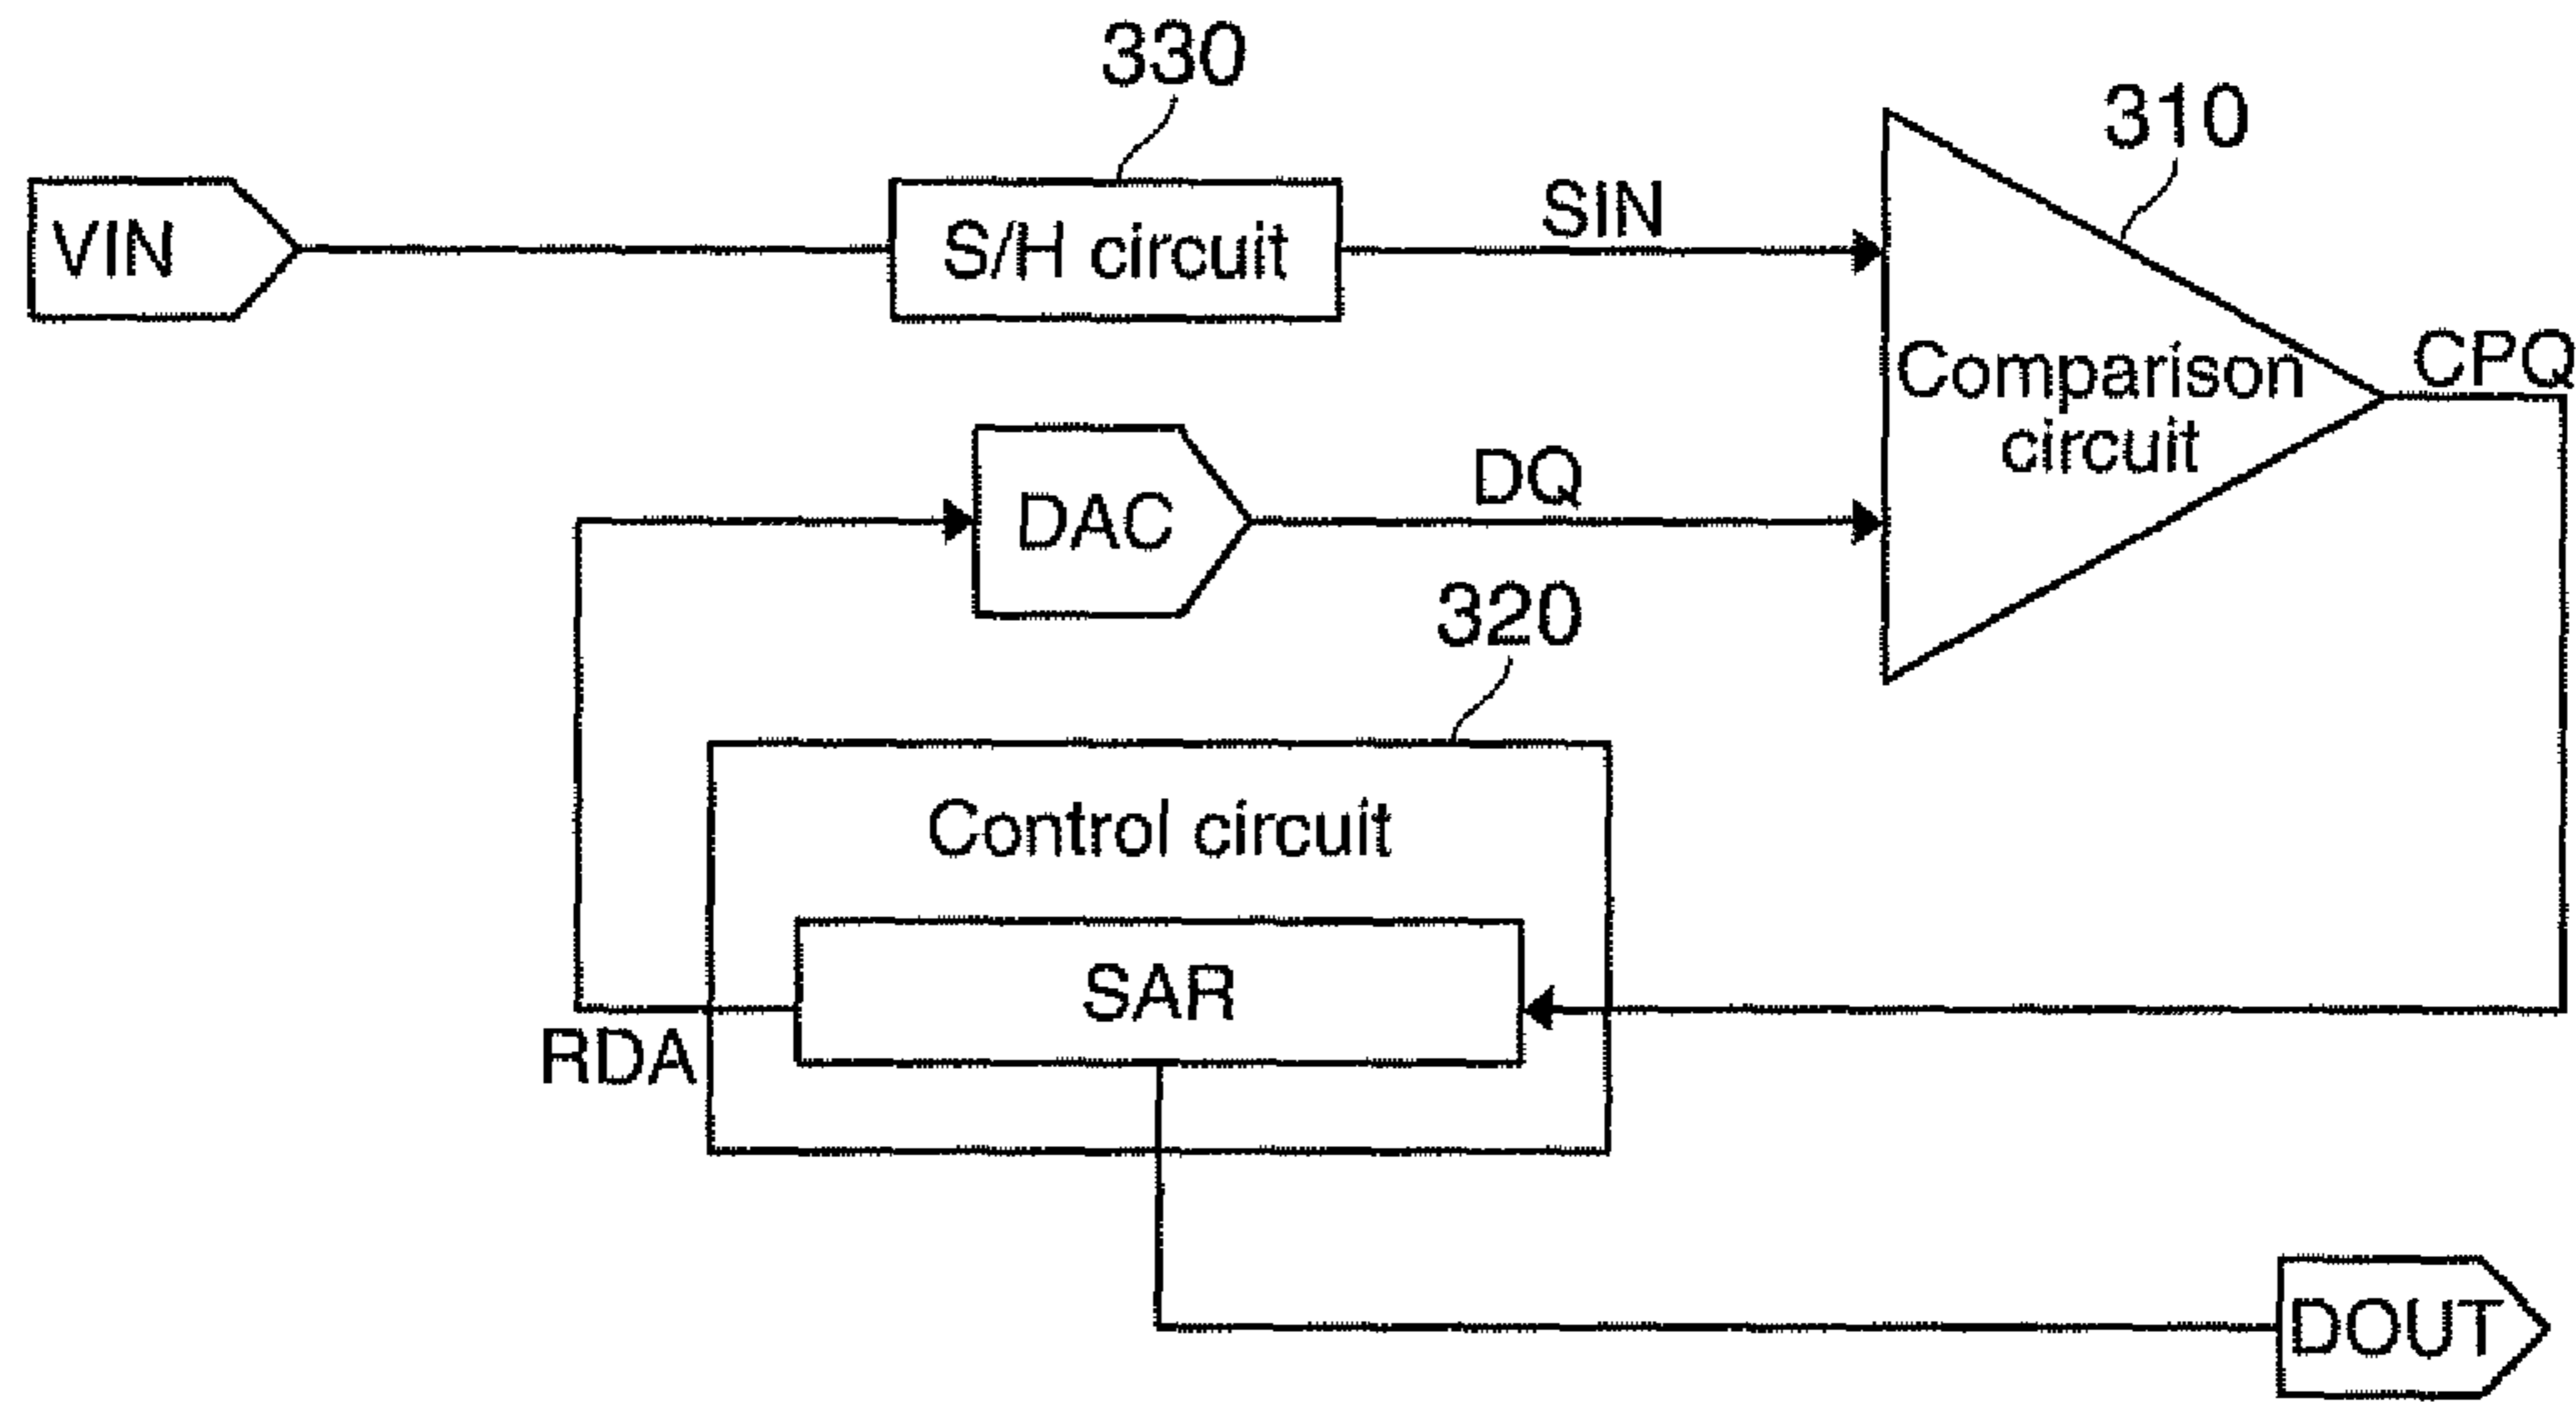 330
310
VIN
S/H circuit
SIN
Comparison
circuit
CPQ
DAC
DQ
320
Control circuit
SAR
RDA
DOUT